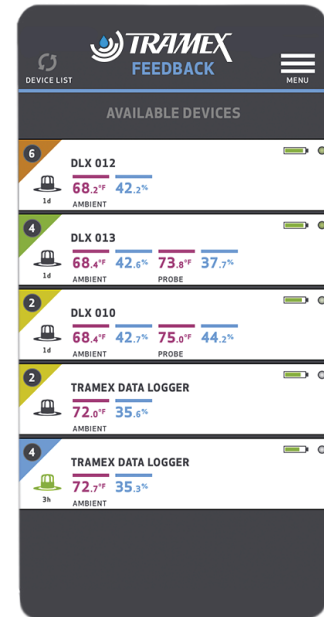 TRAMEX
FEEDBACK
DEVICE LIST
MENU
AVAILABLE DEVICES
6
DLX 012
68.2°F 42.2%
1d
AMBIENT
4
DLX 013
68.4°F 42.6% 73.8°F 37.7%
1d
AMBIENT PROBE
2
DLX 010
68.4°F 42.7% 75.0°F 44.2%
1d
AMBIENT PROBE
2
TRAMEX DATA LOGGER
72.0°F 35.6%
AMBIENT
4
TRAMEX DATA LOGGER
72.7°F 35.3%
3h
AMBIENT